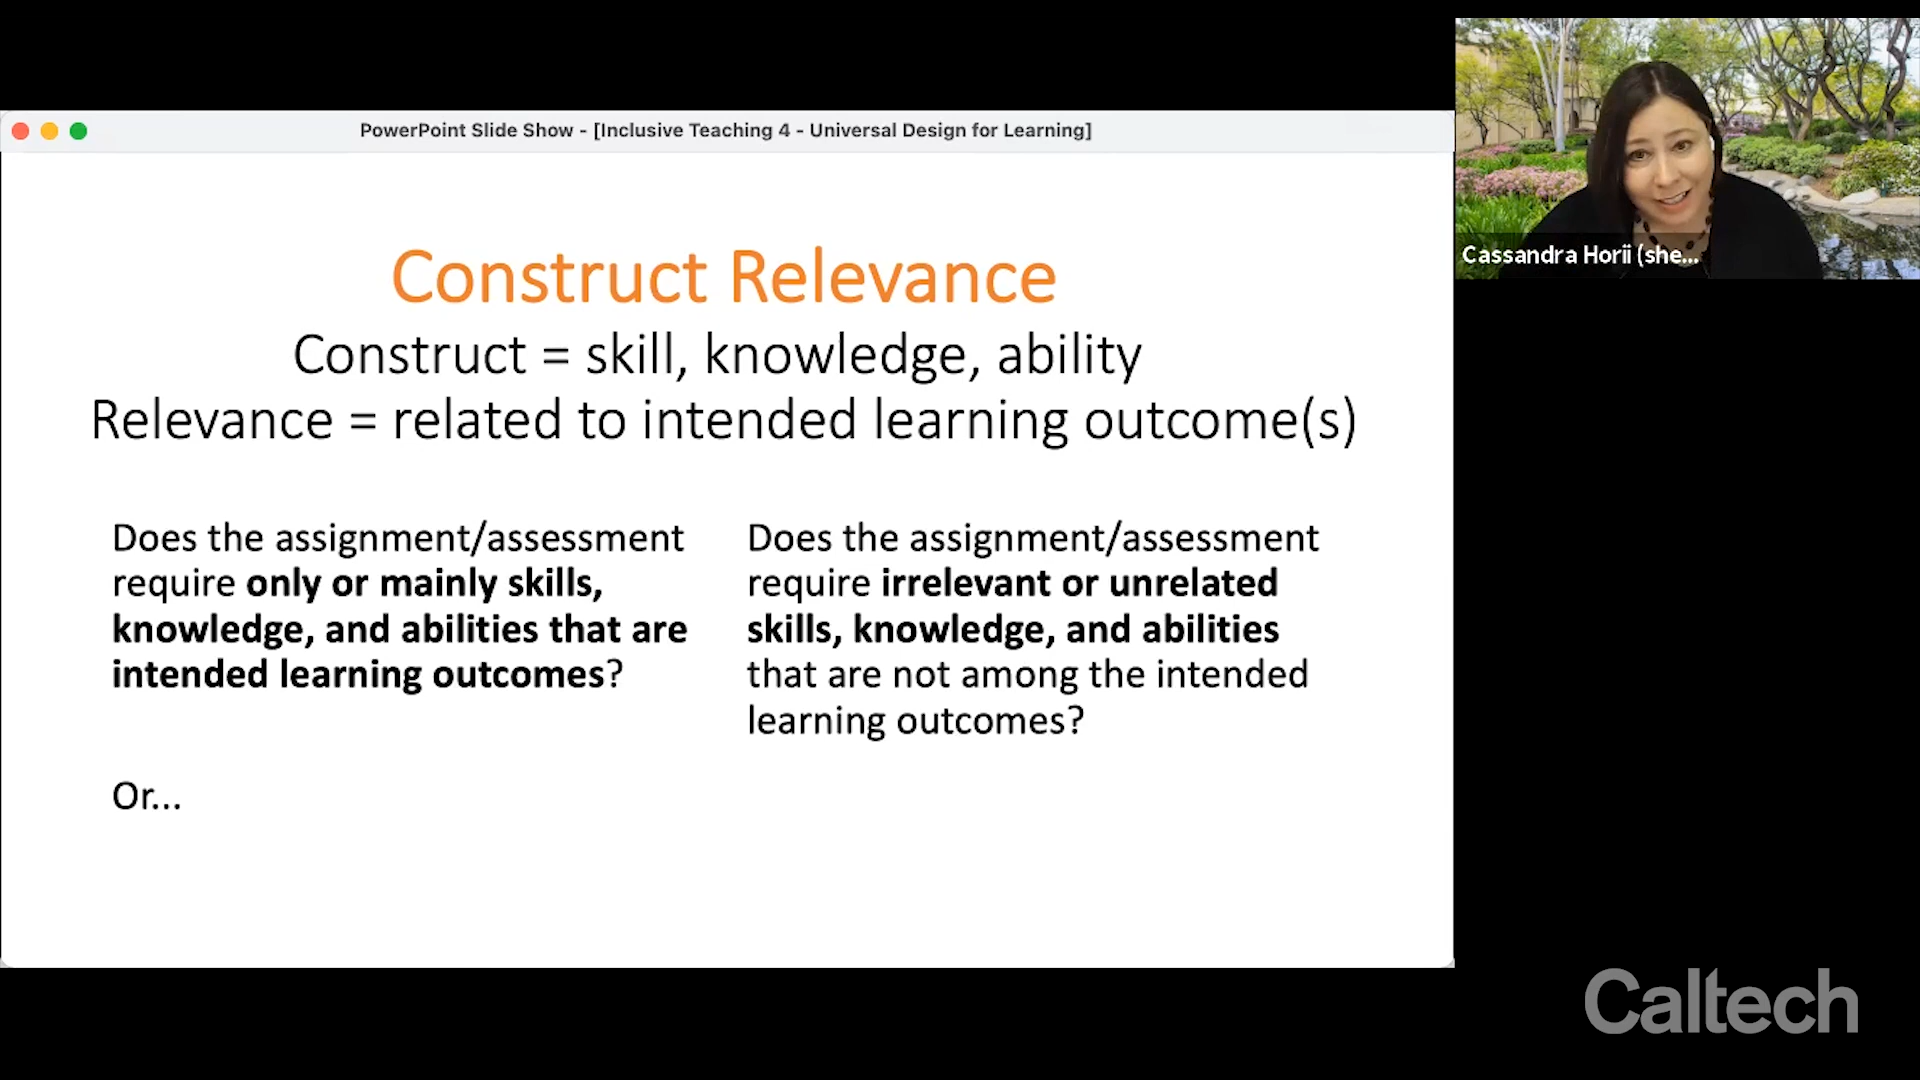 PowerPoint Slide Show - [Inclusive Teaching 4 - Universal Design for Learning]
Construct Relevance
Construct = skill, knowledge, ability
Relevance = related to intended learning outcome(s)
Does the assignment/assessment
require only or mainly skills,
knowledge, and abilities that are
intended learning outcomes?
Or...
Does the assignment/assessment
require irrelevant or unrelated
skills, knowledge, and abilities
that are not among the intended
learning outcomes?
Cassandra Horii (she...
Caltech